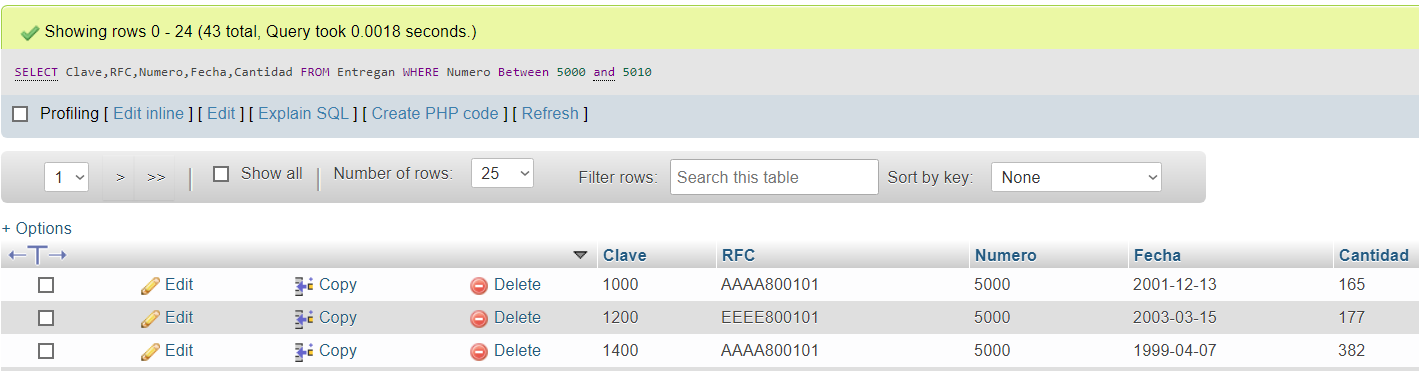 Showing rows 0 - 24 (43 total, Query took 0.0018 seconds.)
SELECT Clave,RFC,Numero,Fecha,Cantidad FROM Entregan WHERE Numero Between 5000 and 5010
Profiling [ Edit inline ] [ Edit ] [ Explain SQL ] [ Create PHP code ] [ Refresh ]
1 > >> Show all Number of rows: 25 Filter rows: Search this table Sort by key: None
+ Options
←T→ Clave RFC Numero Fecha Cantidad
Edit Copy Delete 1000 AAAA800101 5000 2001-12-13 165
Edit Copy Delete 1200 EEEE800101 5000 2003-03-15 177
Edit Copy Delete 1400 AAAA800101 5000 1999-04-07 382